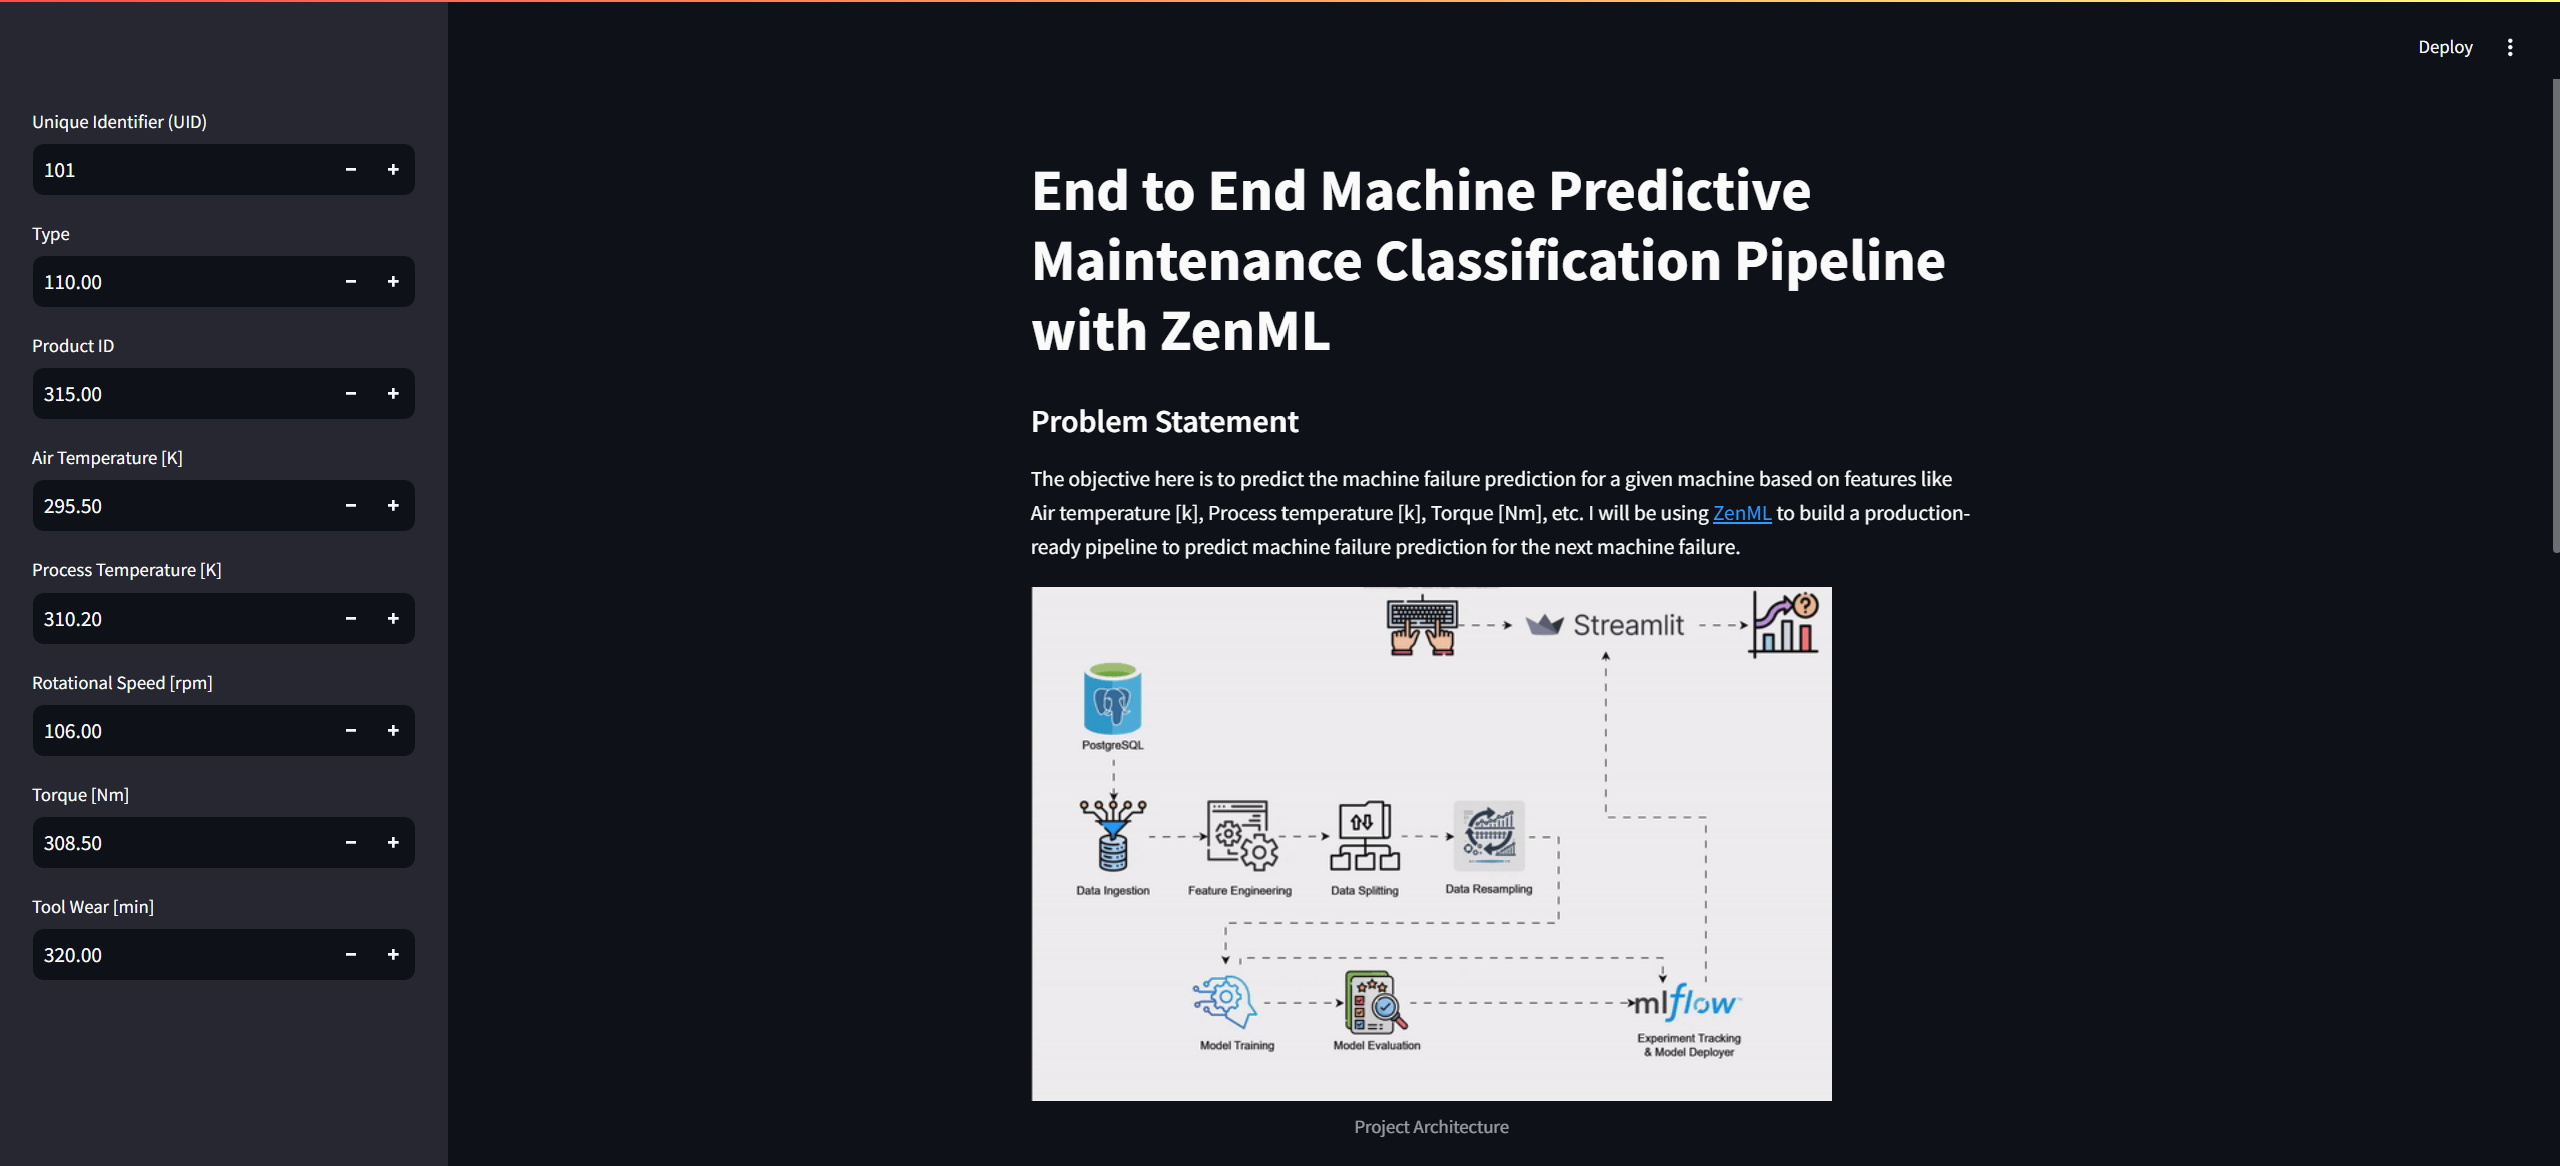 Deploy
Unique Identifier (UID)
101
Type
110.00
Product ID
315.00
Air Temperature [K]
295.50
Process Temperature [K]
310.20
Rotational Speed [rpm]
106.00
Torque [Nm]
308.50
Tool Wear [min]
320.00
End to End Machine Predictive
Maintenance Classification Pipeline
with ZenML
Problem Statement
The objective here is to predict the machine failure prediction for a given machine based on features like
Air temperature [k], Process temperature [k], Torque [Nm], etc. I will be using ZenML to build a production-
ready pipeline to predict machine failure prediction for the next machine failure.
Streamlit
PostgreSQL
Data Ingestion
Feature Engineering
Data Splitting
Data Resampling
Model Training
Model Evaluation
mlflow
Experiment Tracking
& Model Deployer
Project Architecture